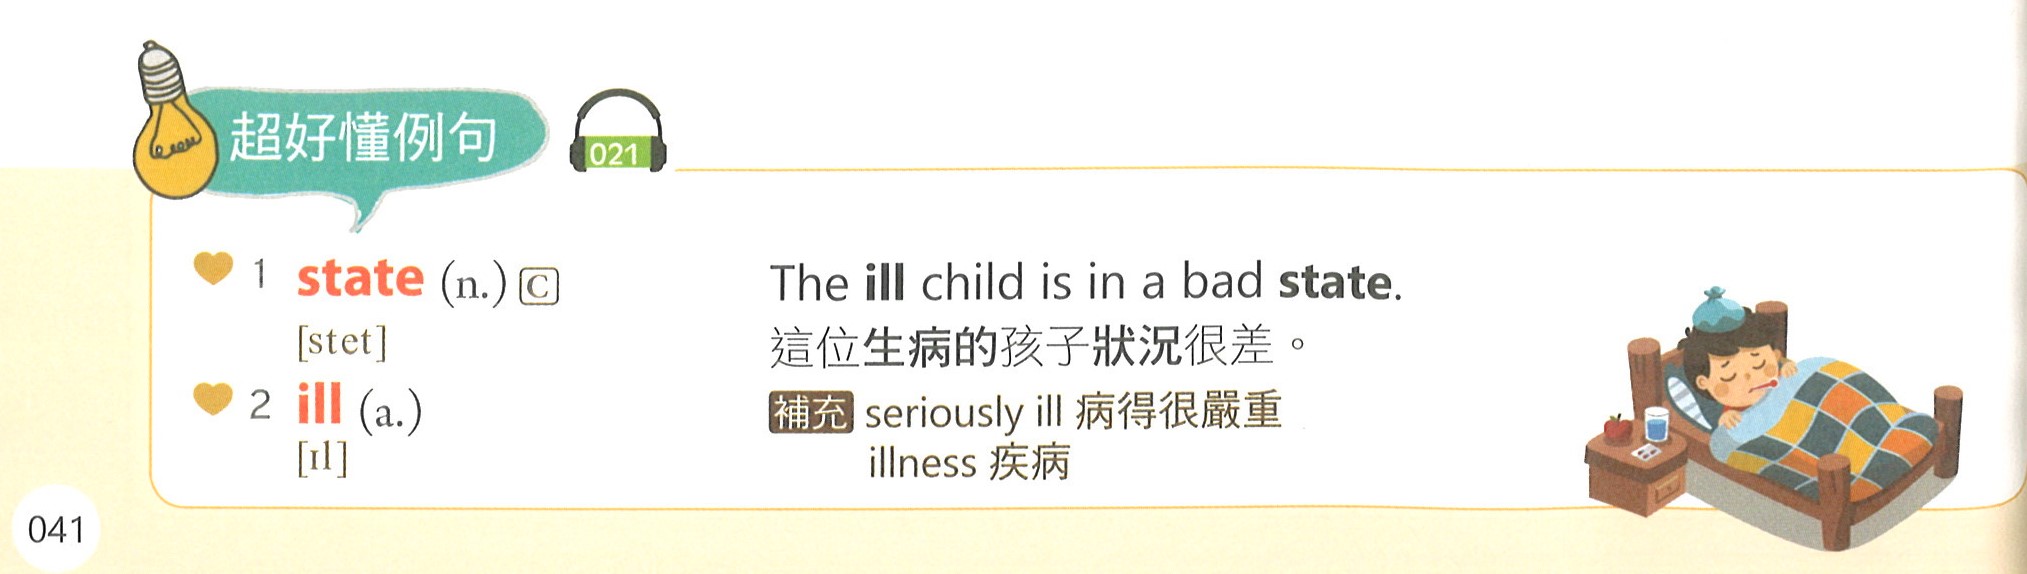 超好懂例句
021
1 state (n.) C
[stet]
2 ill (a.)
[ɪl]
The ill child is in a bad state.
這位生病的孩子狀況很差。
補充 seriously ill 病得很嚴重
illness 疾病
041